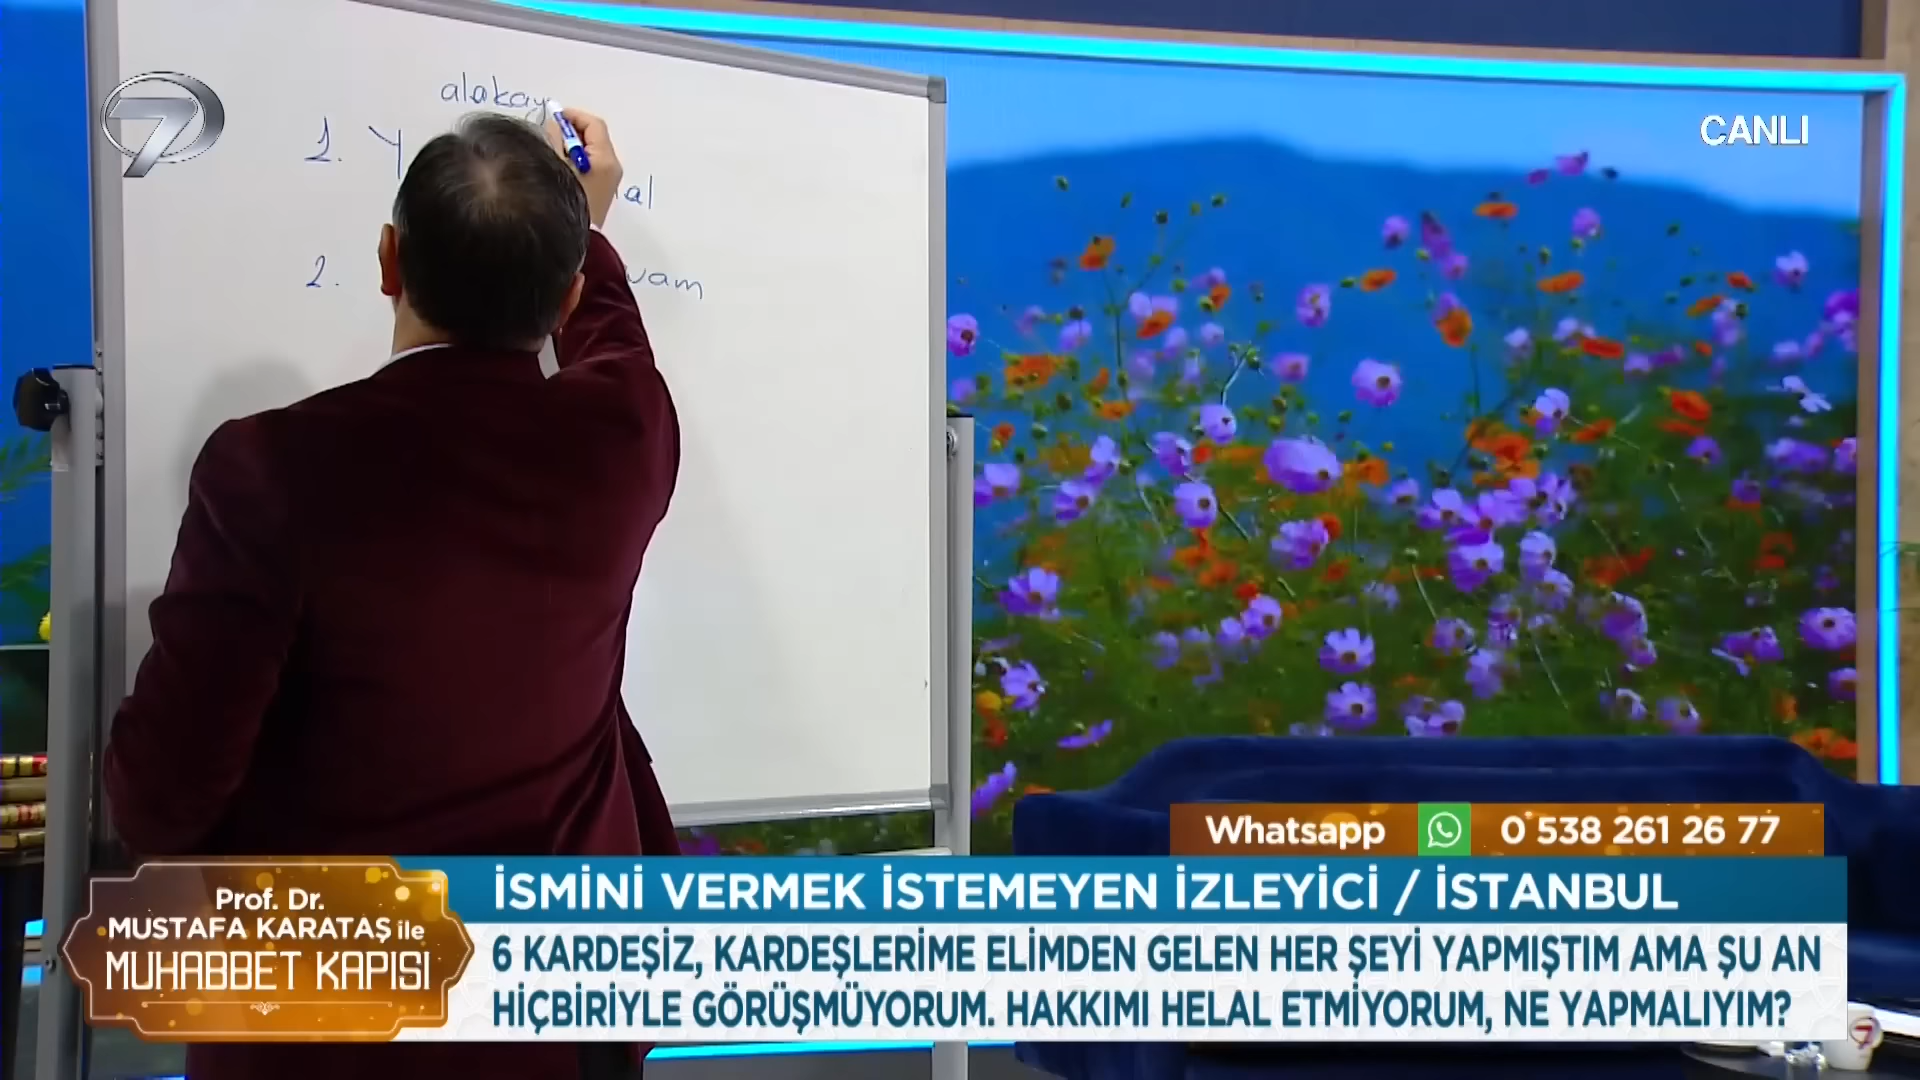 7
CANLI
alakay
1. Y
2.
Whatsapp 0 538 261 26 77
İSMİNİ VERMEK İSTEMEYEN İZLEYİCİ / İSTANBUL
Prof. Dr.
MUSTAFA KARATAŞ ile
MUHABBET KAPISI
6 KARDEŞİZ, KARDEŞLERİME ELİMDEN GELEN HER ŞEYİ YAPMIŞTIM AMA ŞU AN
HİÇBİRİYLE GÖRÜŞMÜYORUM. HAKKIMI HELAL ETMİYORUM, NE YAPMALIYIM?
7